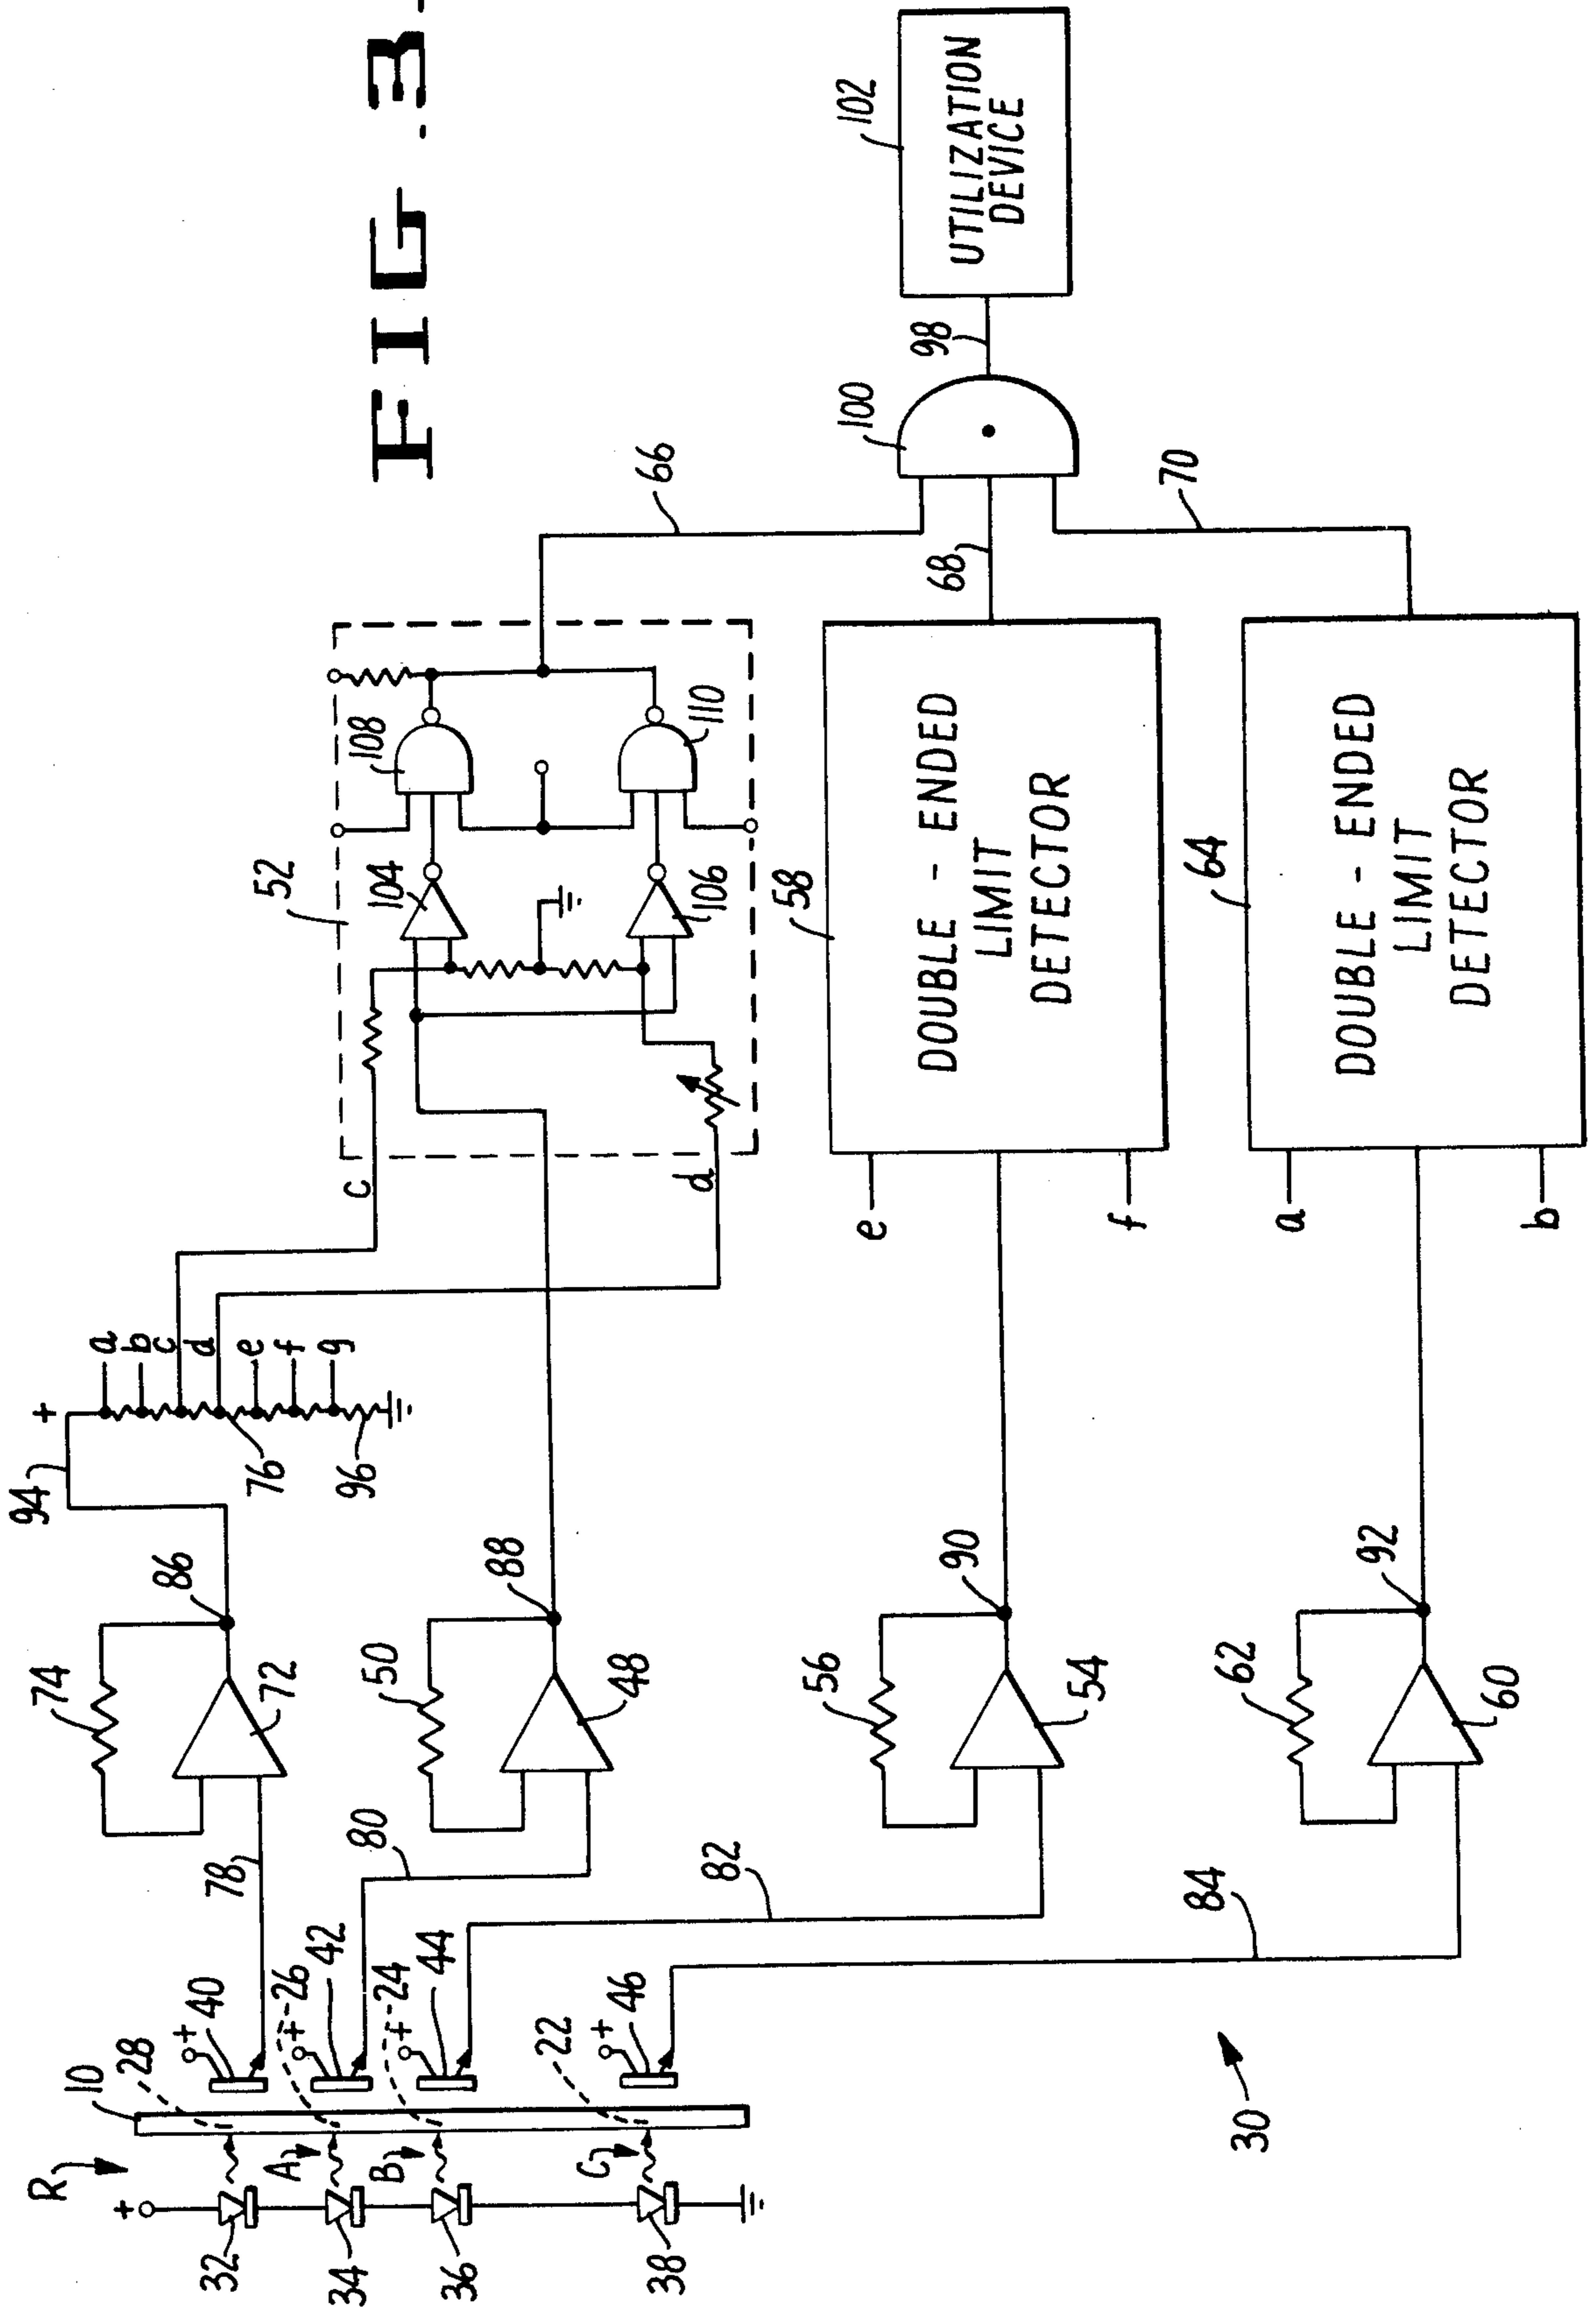 FIG. 3.
R
10
28
40
+
26
42
+
24
44
+
22
46
+
+
A
B
C
32
34
36
38
30
78
80
82
84
74
72
86
50
48
88
56
54
90
62
60
92
94
+
76
96
a
b
c
d
e
f
g
c
d
52
104
106
108
110
e
f
58
DOUBLE - ENDED
LIMIT
DETECTOR
a
b
64
DOUBLE - ENDED
LIMIT
DETECTOR
66
68
70
100
98
102
UTILIZATION
DEVICE